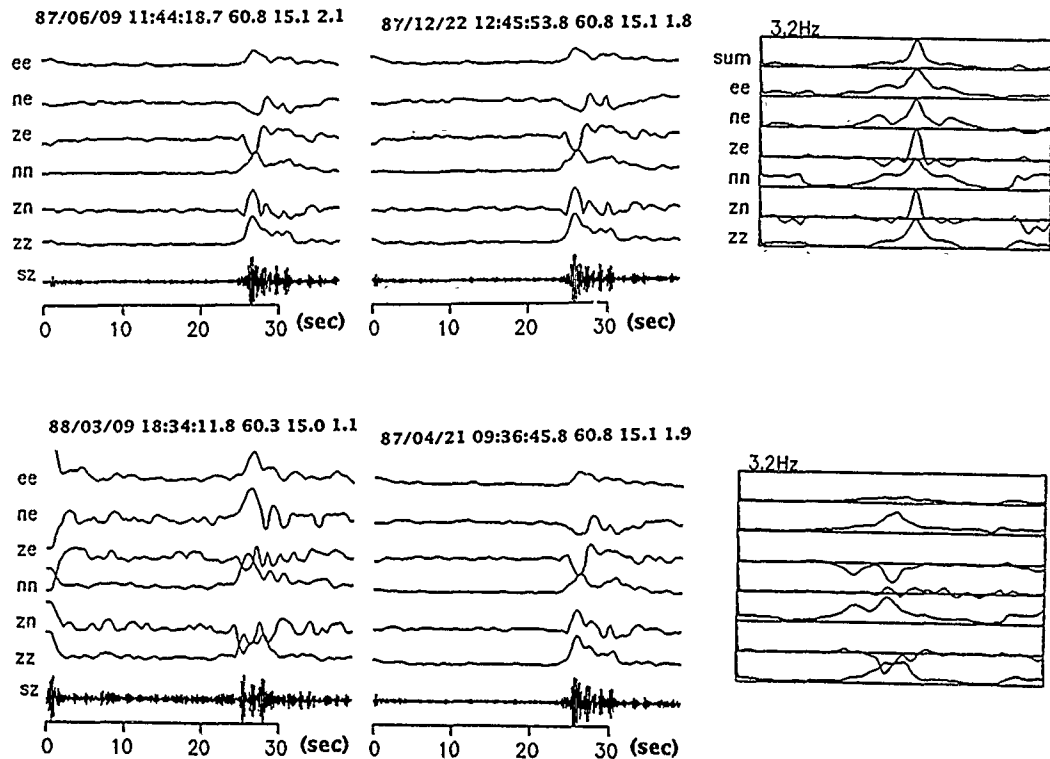 87/06/09 11:44:18.7 60.8 15.1 2.1
ee
ne
ze
nn
zn
zz
sz
0 10 20 30 (sec)
87/12/22 12:45:53.8 60.8 15.1 1.8
0 10 20 30 (sec)
3.2Hz
sum
ee
ne
ze
nn
zn
zz
88/03/09 18:34:11.8 60.3 15.0 1.1
ee
ne
ze
nn
zn
zz
sz
0 10 20 30 (sec)
87/04/21 09:36:45.8 60.8 15.1 1.9
0 10 20 30 (sec)
3.2Hz